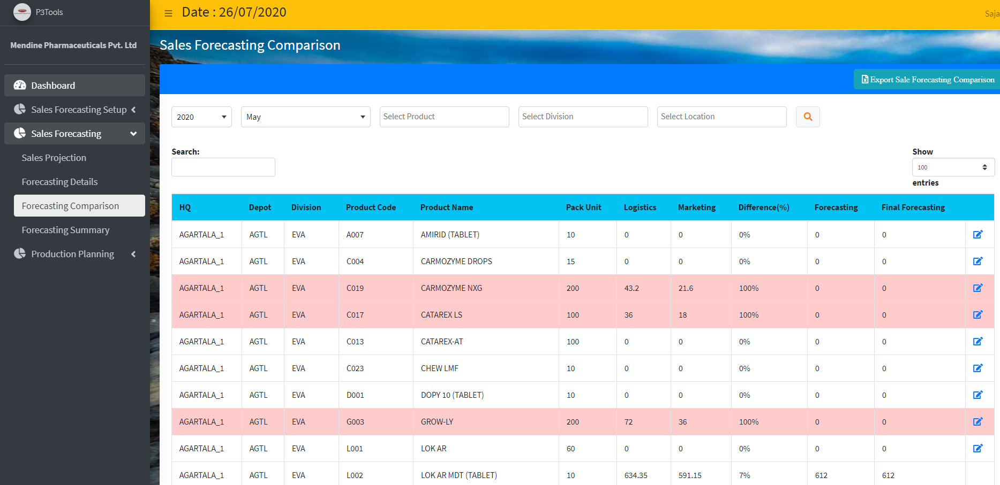 P3Tools
Date : 26/07/2020
Mendine Pharmaceuticals Pvt. Ltd
Dashboard
Sales Forecasting Setup
Sales Forecasting
Sales Projection
Forecasting Details
Forecasting Comparison
Forecasting Summary
Production Planning
Sales Forecasting Comparison
Export Sale Forecasting Comparison
2020 May Select Product Select Division Select Location
Search:
Show
100
entries
HQ Depot Division Product Code Product Name Pack Unit Logistics Marketing Difference(%) Forecasting Final Forecasting
AGARTALA_1 AGTL EVA A007 AMIRID (TABLET) 10 0 0 0% 0 0
AGARTALA_1 AGTL EVA C004 CARMOZYME DROPS 15 0 0 0% 0 0
AGARTALA_1 AGTL EVA C019 CARMOZYME NXG 200 43.2 21.6 100% 0 0
AGARTALA_1 AGTL EVA C017 CATAREX LS 100 36 18 100% 0 0
AGARTALA_1 AGTL EVA C013 CATAREX-AT 100 0 0 0% 0 0
AGARTALA_1 AGTL EVA C023 CHEW LMF 10 0 0 0% 0 0
AGARTALA_1 AGTL EVA D001 DOPY 10 (TABLET) 10 0 0 0% 0 0
AGARTALA_1 AGTL EVA G003 GROW-LY 200 72 36 100% 0 0
AGARTALA_1 AGTL EVA L001 LOK AR 60 0 0 0% 0 0
AGARTALA_1 AGTL EVA L002 LOK AR MDT (TABLET) 10 634.35 591.15 7% 612 612